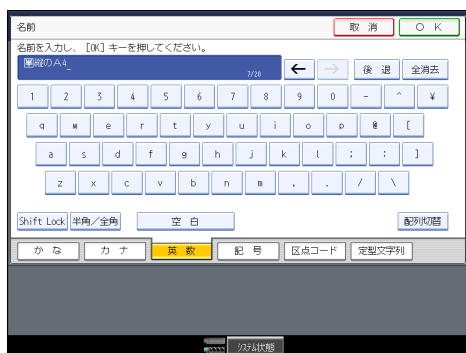 名前
取 消
O K
名前を入力し、［OK］キーを押してください。
縦のA4_
7/20
← → 後 退 全消去
1 2 3 4 5 6 7 8 9 0 - ^ ¥
q w e r t y u i o p @ [
a s d f g h j k l ; : ]
z x c v b n m , . / \
Shift Lock 半角／全角 空 白 配列切替
か な カ ナ 英 数 記 号 区点コード 定型文字列
システム状態